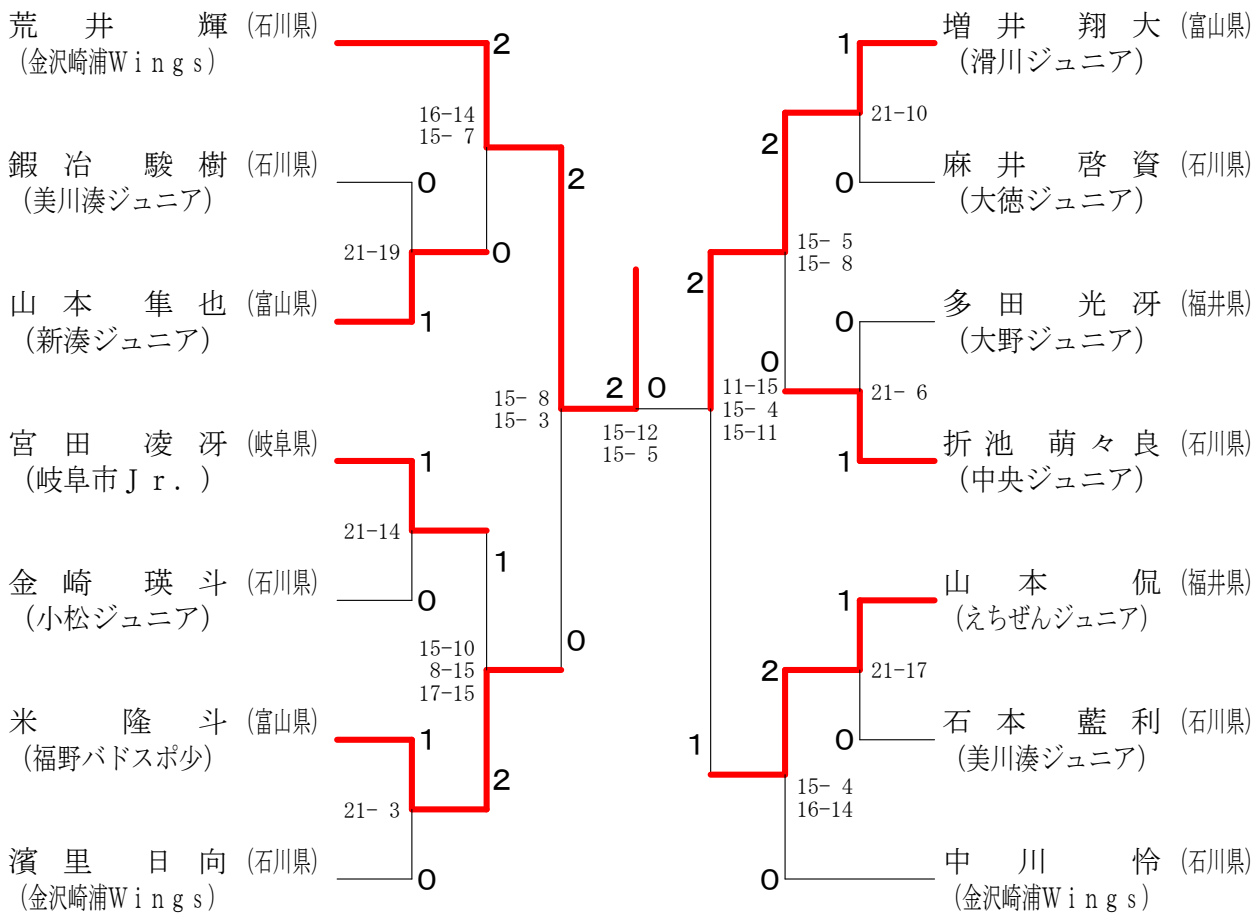 荒井 輝 (石川県)
(金沢崎浦Wings)
2
16-14
15- 7
鍛冶 駿樹 (石川県)
(美川湊ジュニア)
0
2
21-19
0
山本 隼也 (富山県)
(新湊ジュニア)
1
15- 8
15- 3
2
0
15-12
15- 5
宮田 凌冴 (岐阜県)
(岐阜市Jr.)
1
21-14
1
金崎 瑛斗 (石川県)
(小松ジュニア)
0
15-10
8-15
17-15
0
米 隆斗 (富山県)
(福野バドスポ少)
1
2
21- 3
濱里 日向 (石川県)
(金沢崎浦Wings)
0
1
増井 翔大 (富山県)
(滑川ジュニア)
21-10
2
0
麻井 啓資 (石川県)
(大徳ジュニア)
15- 5
15- 8
2
0
多田 光冴 (福井県)
(大野ジュニア)
0
11-15
15- 4
15-11
21- 6
1
折池 萌々良 (石川県)
(中央ジュニア)
1
山本 侃 (福井県)
(えちぜんジュニア)
2
21-17
1
0
石本 藍利 (石川県)
(美川湊ジュニア)
15- 4
16-14
0
中川 怜 (石川県)
(金沢崎浦Wings)